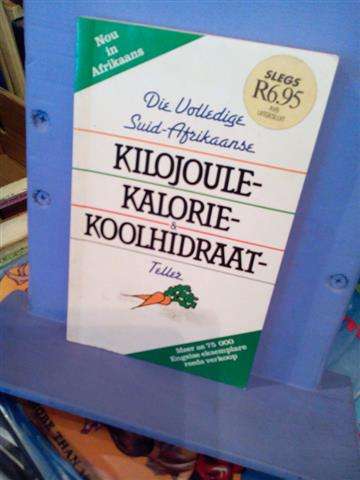 Nou
in
Afrikaans
SLEGS
R6.95
Die Volledige
Suid-Afrikaanse
KILOJOULE-
KALORIE-
&
KOOLHIDRAAT-
Teller
Meer as 75 000
Engelse eksemplare
reeds verkoop